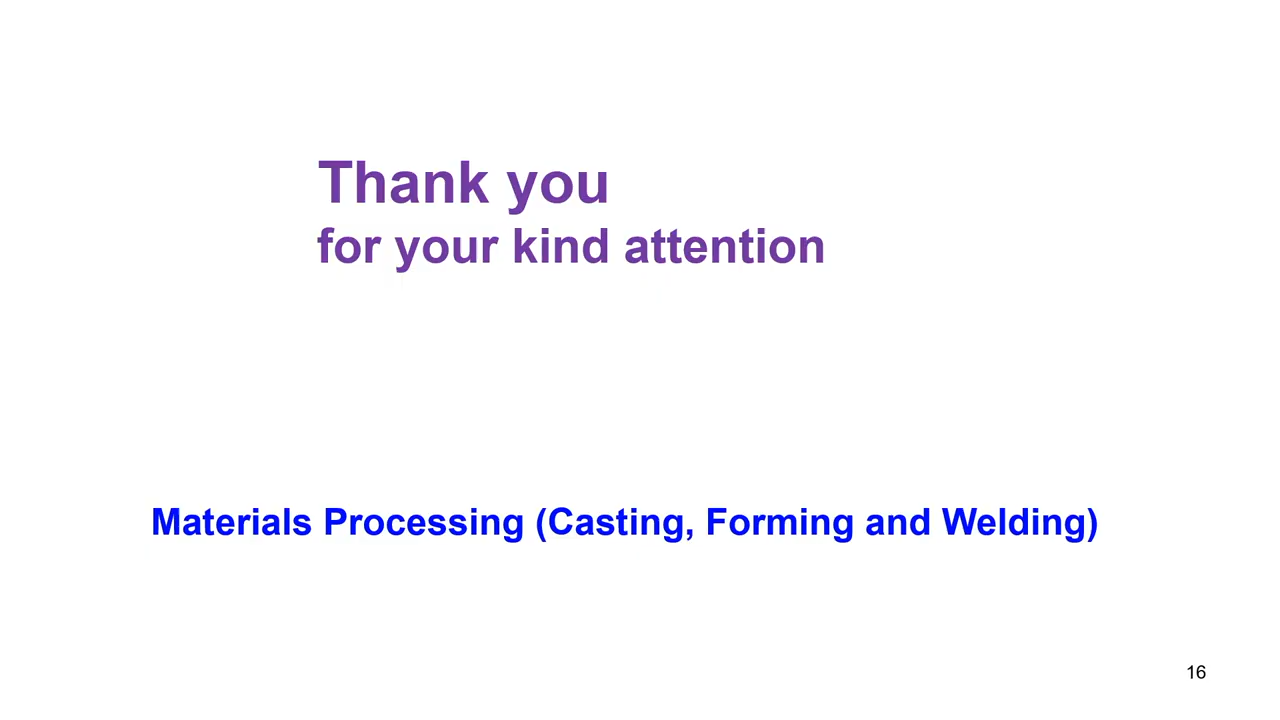 Thank you
for your kind attention
Materials Processing (Casting, Forming and Welding)
16